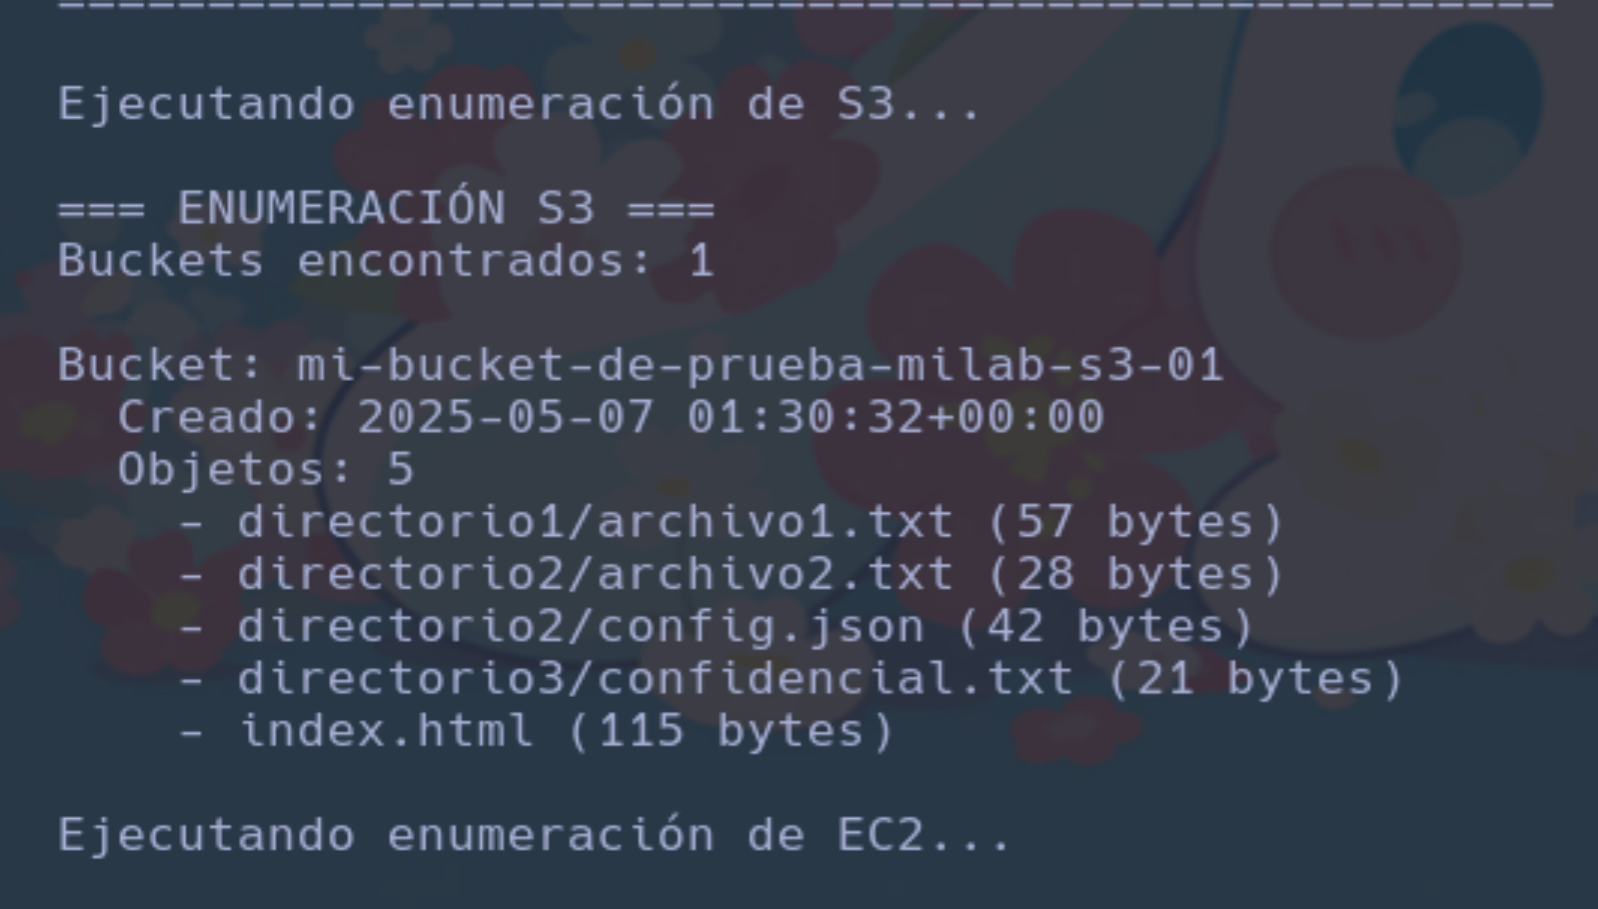 Ejecutando enumeración de S3...
=== ENUMERACIÓN S3 ===
Buckets encontrados: 1
Bucket: mi-bucket-de-prueba-milab-s3-01
Creado: 2025-05-07 01:30:32+00:00
Objetos: 5
- directorio1/archivo1.txt (57 bytes)
- directorio2/archivo2.txt (28 bytes)
- directorio2/config.json (42 bytes)
- directorio3/confidencial.txt (21 bytes)
- index.html (115 bytes)
Ejecutando enumeración de EC2...